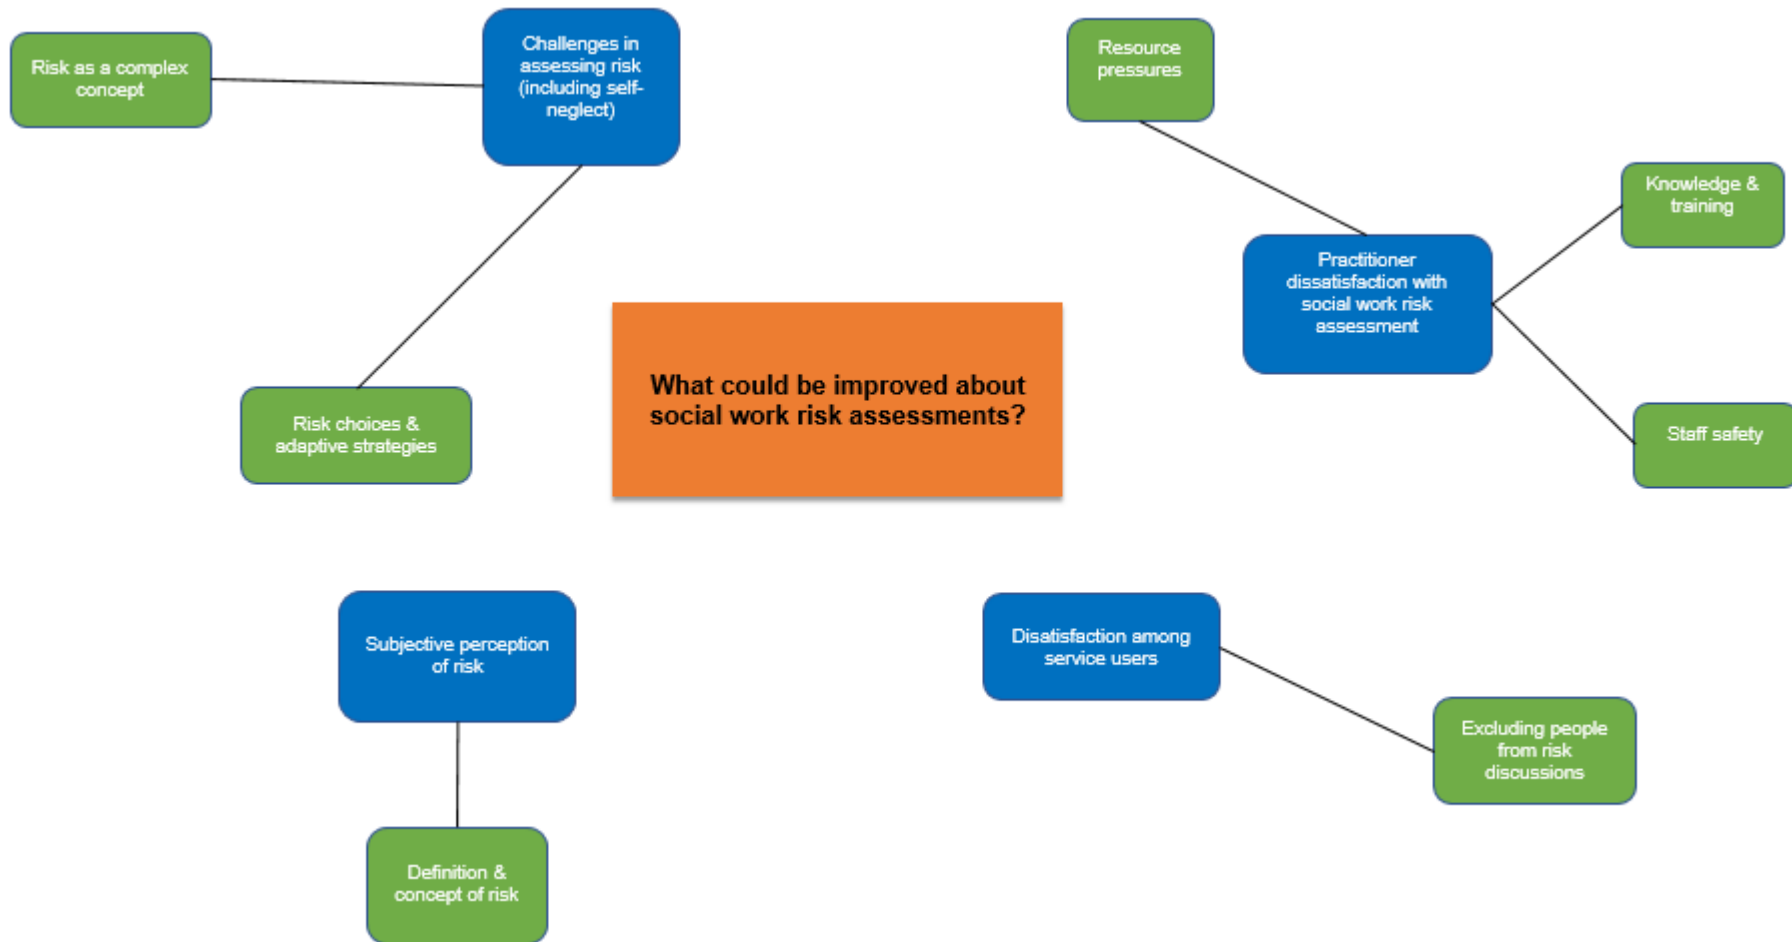 Risk as a complex
concept
Challenges in
assessing risk
(including self-
neglect)
Resource
pressures
Knowledge &
training
Practitioner
dissatisfaction with
social work risk
assessment
What could be improved about
social work risk assessments?
Risk choices &
adaptive strategies
Staff safety
Subjective perception
of risk
Disatisfaction among
service users
Excluding people
from risk
discussions
Definition &
concept of risk